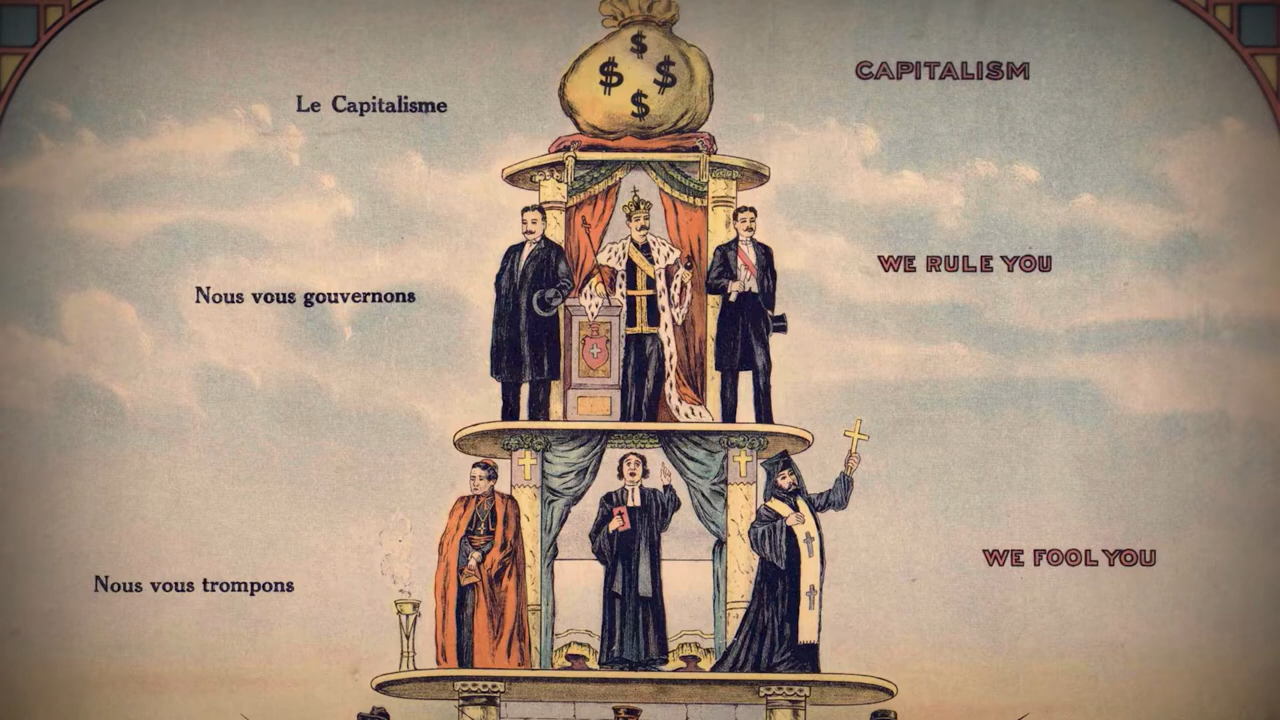 CAPITALISM
Le Capitalisme
$
$ $
$
WE RULE YOU
Nous vous gouvernons
WE FOOL YOU
Nous vous trompons